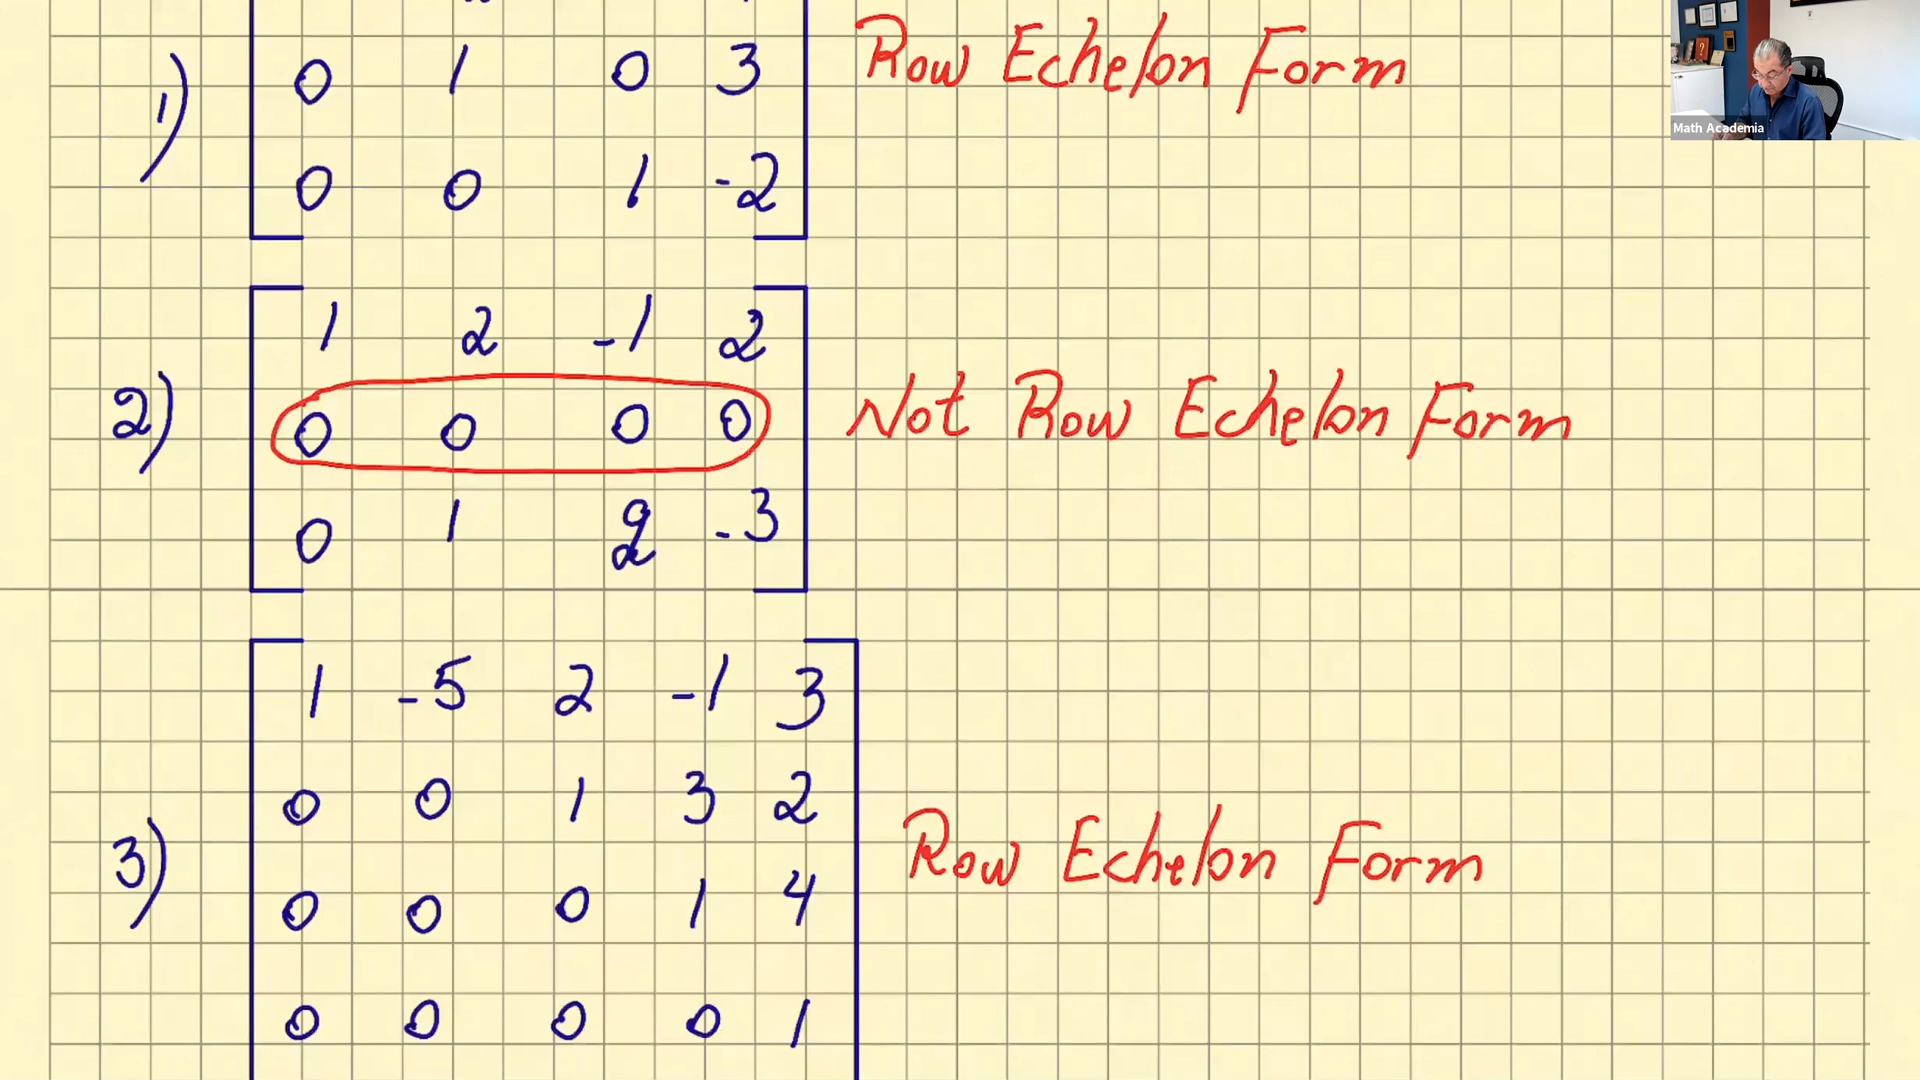 0 1 0 3 Row Echelon Form
1)
0 0 1 -2
1 2 -1 2
2) 0 0 0 0 Not Row Echelon Form
0 1 2 -3
1 -5 2 -1 3
0 0 1 3 2
3) Row Echelon Form
0 0 0 1 4
0 0 0 0 1
Math Academia